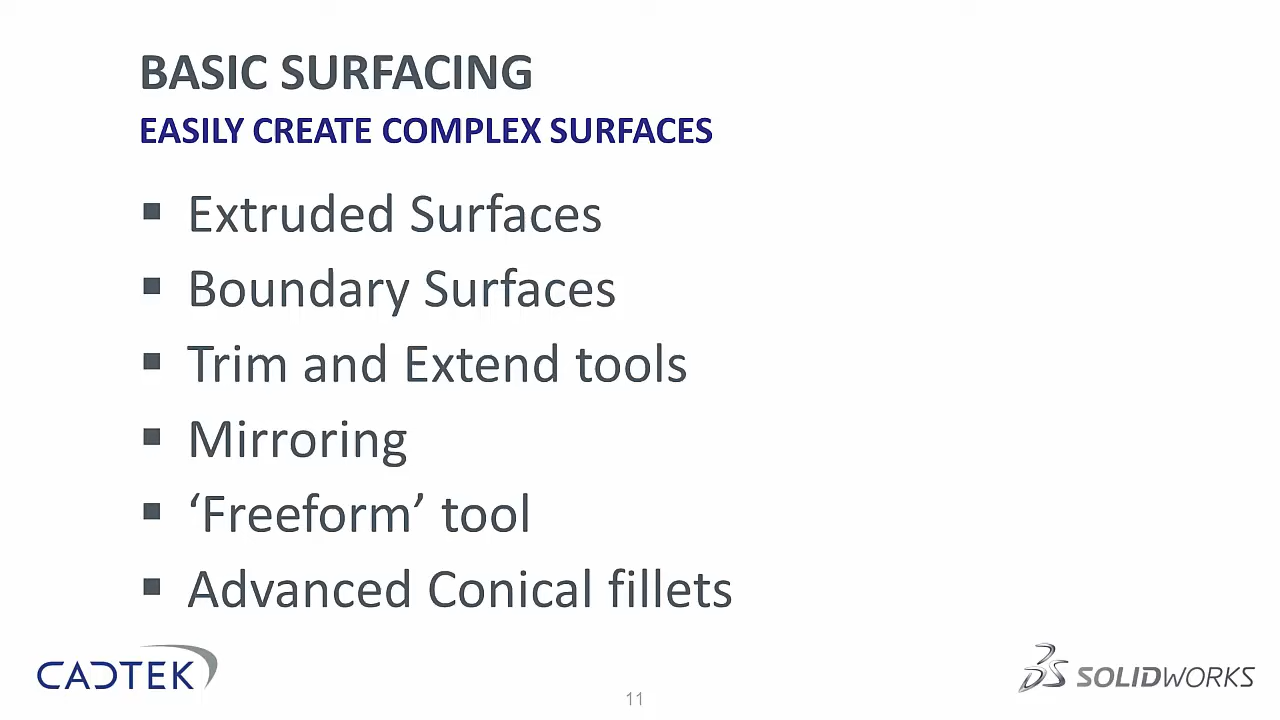 BASIC SURFACING
EASILY CREATE COMPLEX SURFACES
▪ Extruded Surfaces
▪ Boundary Surfaces
▪ Trim and Extend tools
▪ Mirroring
▪ ‘Freeform’ tool
▪ Advanced Conical fillets
CADTEK
11
SOLIDWORKS